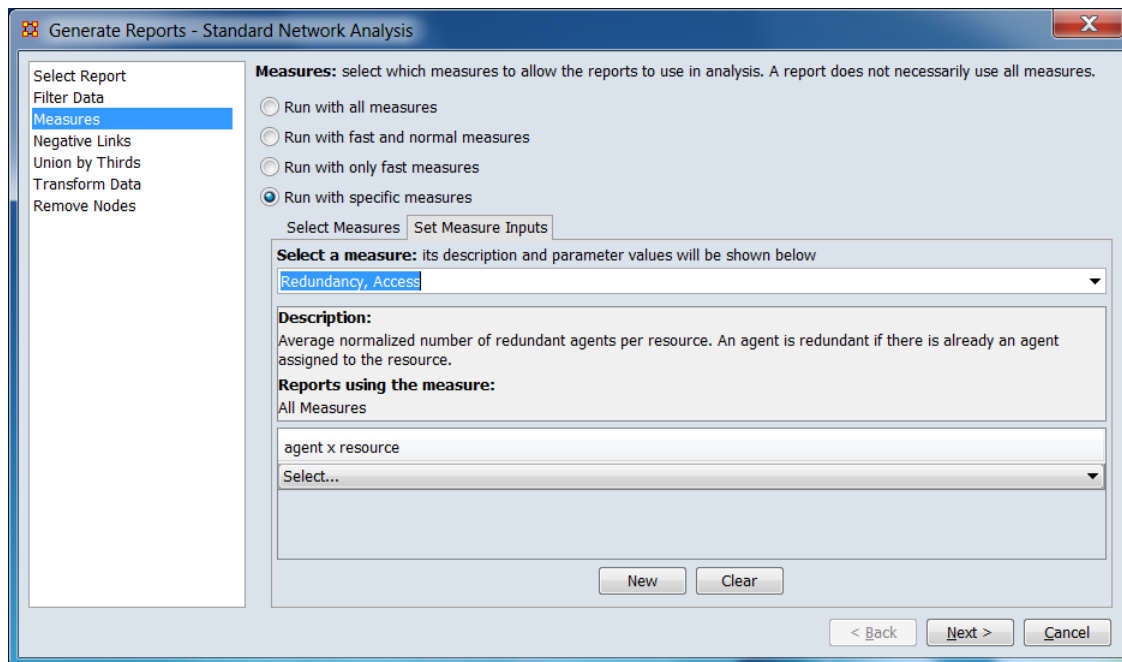 Generate Reports - Standard Network Analysis
X
Select Report
Filter Data
Measures
Negative Links
Union by Thirds
Transform Data
Remove Nodes
Measures: select which measures to allow the reports to use in analysis. A report does not necessarily use all measures.
Run with all measures
Run with fast and normal measures
Run with only fast measures
Run with specific measures
Select Measures Set Measure Inputs
Select a measure: its description and parameter values will be shown below
Redundancy, Access
Description:
Average normalized number of redundant agents per resource. An agent is redundant if there is already an agent
assigned to the resource.
Reports using the measure:
All Measures
agent x resource
Select...
New Clear
< Back Next > Cancel